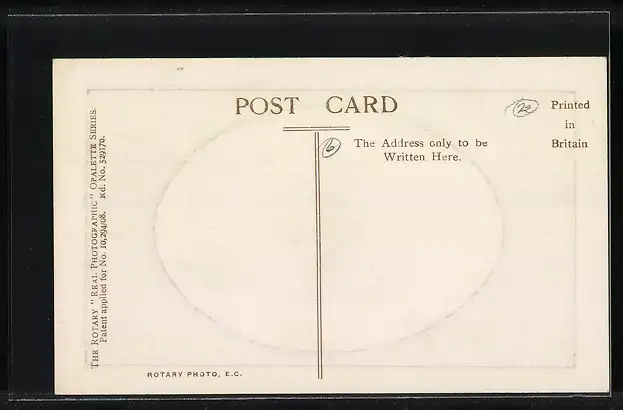 POST CARD
Printed
in
Britain
The Address only to be
Written Here.
THE ROTARY "REAL PHOTOGRAPHIC" OPALETTE SERIES.
Patent applied for No. 10,294/08. Rd. No. 529170.
ROTARY PHOTO, E.C.